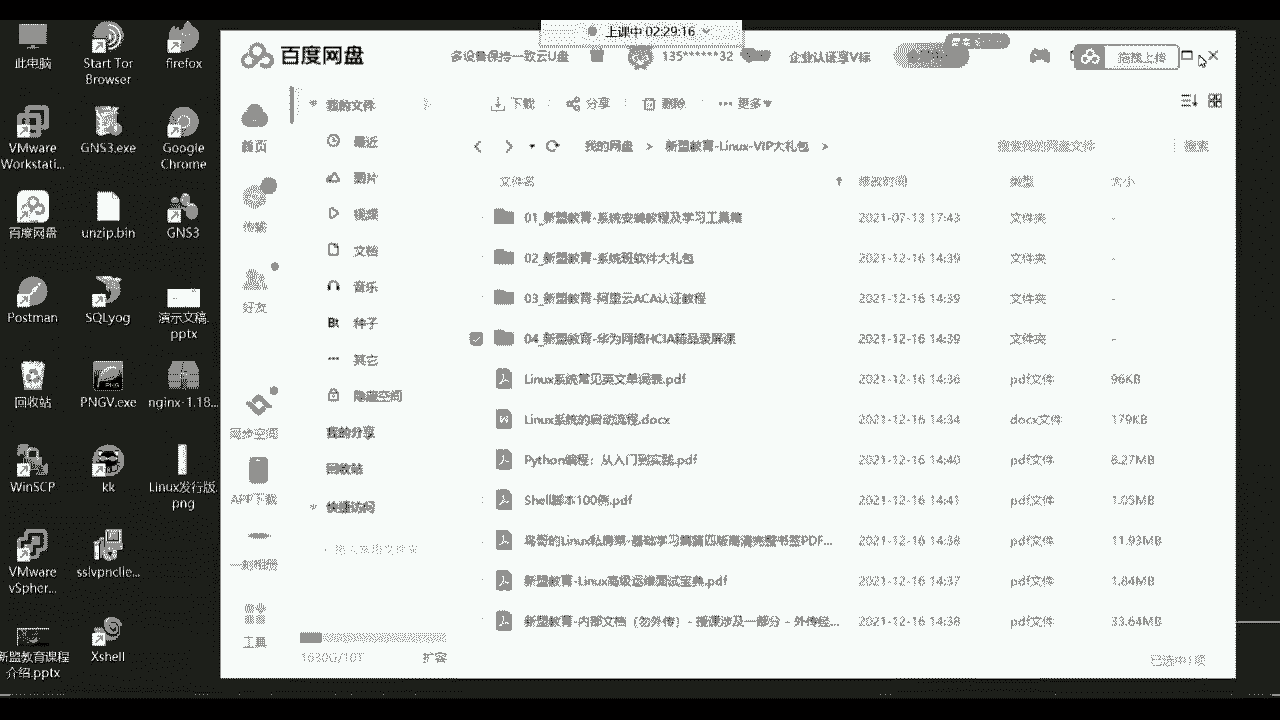 上课中 02:29:16
此电脑
Start Tor Browser
firefox
VMware Workstati...
GNS3.exe
Google Chrome
百度网盘
unzip.bin
GNS3
Postman
SQLyog
演示文稿.pptx
回收站
PNGV.exe
nginx-1.18...
WinSCP
kk
Linux发行版.png
VMware vSpher...
sslvpnclie...
新盟教育课程介绍.pptx
Xshell
百度网盘
多设备保持一致云U盘
135******32
企业认证享V标
拖拽上传
首页
传输
好友
同步空间
APP下载
一刻相册
工具
我的文件
最近
图片
视频
文档
音乐
Bt 种子
其它
隐藏空间
我的分享
回收站
快捷访问
+ 拖入常用文件夹
1630G/10T 扩容
下载 分享 删除 更多
我的网盘 > 新盟教育-Linux-VIP大礼包 >
搜索我的网盘文件 搜索
文件名 修改时间 类型 大小
01_新盟教育-系统安装教程及学习工具箱 2021-07-13 17:43 文件夹 -
02_新盟教育-系统班软件大礼包 2021-12-16 14:39 文件夹 -
03_新盟教育-阿里云ACA认证教程 2021-12-16 14:39 文件夹 -
04_新盟教育-华为网络HCIA精品录屏课 2021-12-16 14:39 文件夹 -
Linux系统常见英文单词表.pdf 2021-12-16 14:36 pdf文件 96KB
Linux系统的启动流程.docx 2021-12-16 14:34 docx文件 179KB
Python编程：从入门到实践.pdf 2021-12-16 14:40 pdf文件 6.27MB
Shell脚本100例.pdf 2021-12-16 14:41 pdf文件 1.05MB
鸟哥的Linux私房菜-基础学习篇第四版高清完整书签PDF... 2021-12-16 14:38 pdf文件 11.93MB
新盟教育-Linux高级运维面试宝典.pdf 2021-12-16 14:37 pdf文件 1.84MB
新盟教育-内部文档（勿外传）- 授课涉及一部分 - 外传经... 2021-12-16 14:38 pdf文件 33.64MB
已选中1项